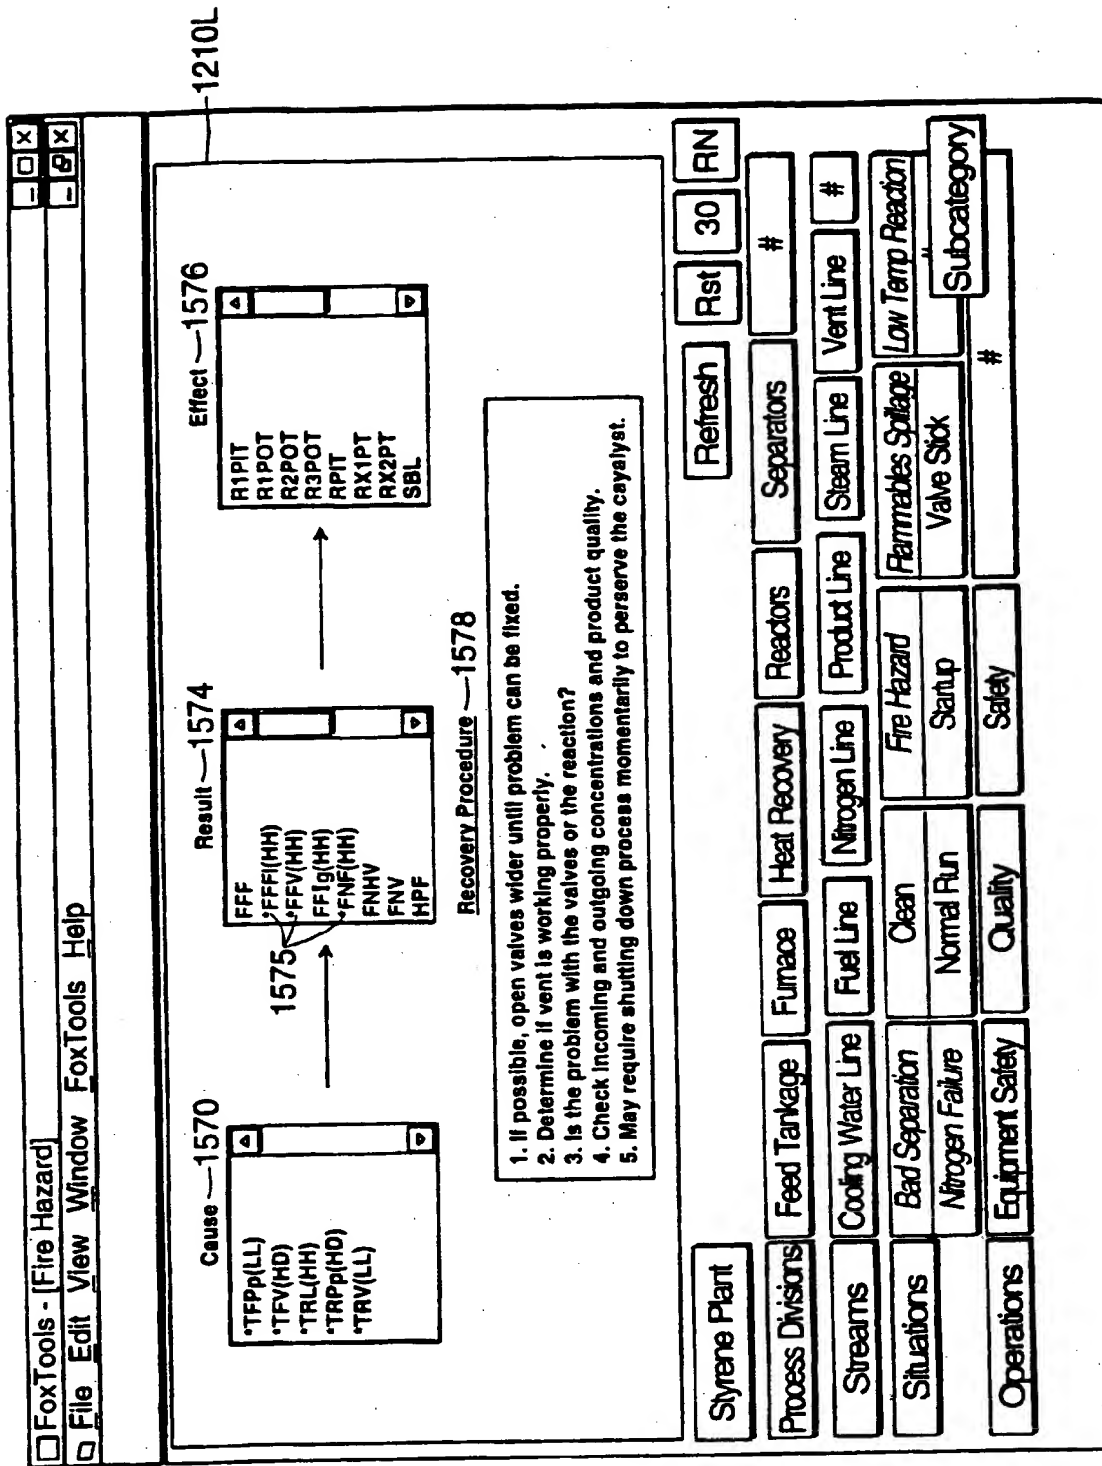 FoxTools - [Fire Hazard]
File Edit View Window FoxTools Help
1210L
Cause 1570
*TFPp(LL)
*TFV(HD)
*TRL(HH)
*TRPp(HD)
*TRV(LL)
Result 1574
FFF
*FFFI(HH)
*FFV(HH)
FFIg(HH)
*FNF(HH)
FNHV
FNV
HPF
1575
Effect 1576
R1PIT
R1POT
R2POT
R3POT
RPIT
RX1PT
RX2PT
SBL
Recovery Procedure 1578
1. If possible, open valves wider until problem can be fixed.
2. Determine if vent is working properly.
3. Is the problem with the valves or the reaction?
4. Check incoming and outgoing concentrations and product quality.
5. May require shutting down process momentarily to perserve the cayalyst.
Styrene Plant Refresh Rst 30 RN
Process Divisions Feed Tankage Furnace Heat Recovery Reactors Separators #
Streams Cooling Water Line Fuel Line Nitrogen Line Product Line Steam Line Vent Line #
Situations Bad Separation Clean Fire Hazard Flammables Spillage Low Temp Reaction
Nitrogen Failure Normal Run Startup Valve Stick #
Subcategory
Operations Equipment Safety Quality Safety #